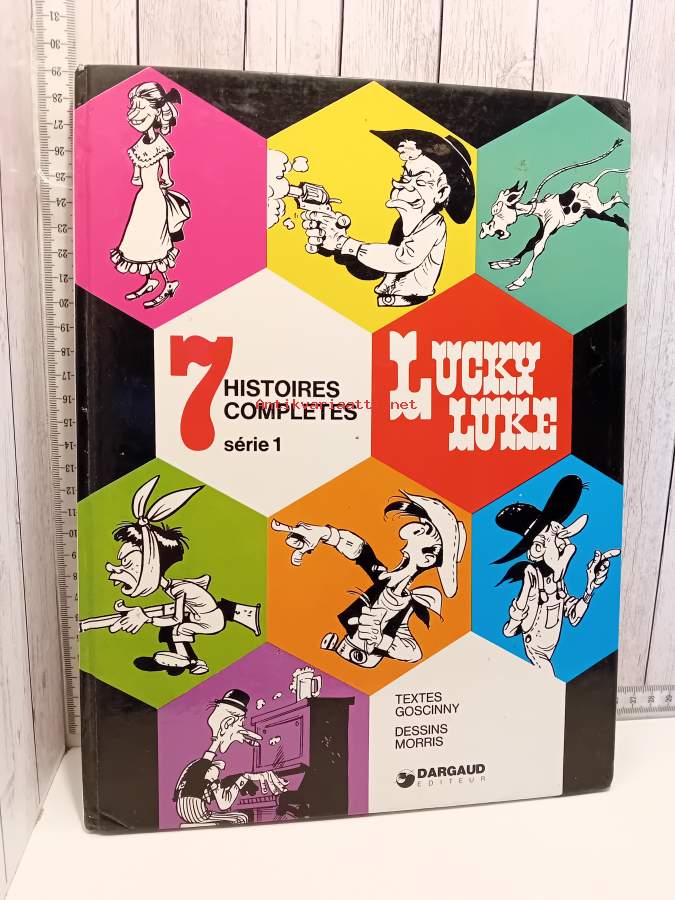 7 HISTOIRES
COMPLETES
série 1
LUCKY
LUKE
Antikvariaatti.net
TEXTES
GOSCINNY
DESSINS
MORRIS
DARGAUD
EDITEUR